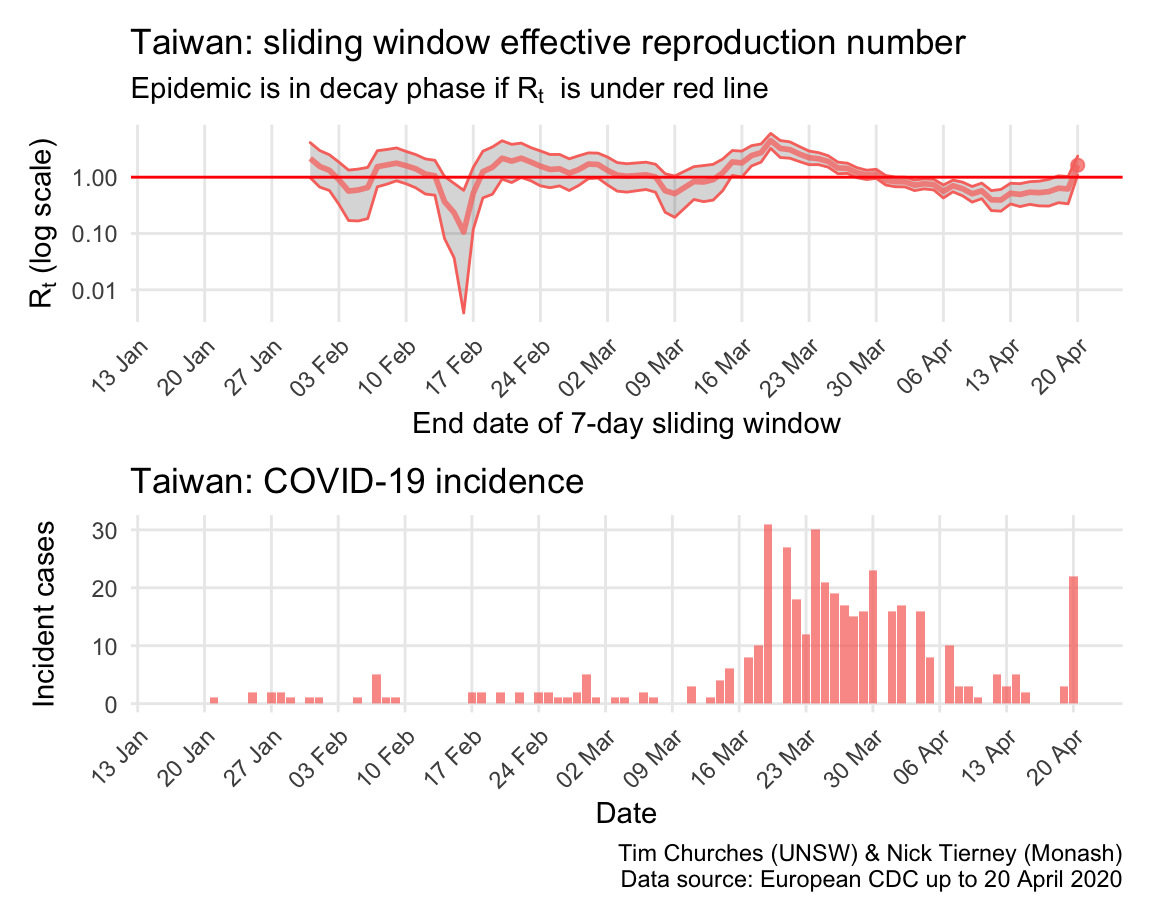 Taiwan: sliding window effective reproduction number
Epidemic is in decay phase if Rt is under red line
Rt (log scale)
1.00
0.10
0.01
13 Jan
20 Jan
27 Jan
03 Feb
10 Feb
17 Feb
24 Feb
02 Mar
09 Mar
16 Mar
23 Mar
30 Mar
06 Apr
13 Apr
20 Apr
End date of 7-day sliding window
Taiwan: COVID-19 incidence
Incident cases
30
20
10
0
13 Jan
20 Jan
27 Jan
03 Feb
10 Feb
17 Feb
24 Feb
02 Mar
09 Mar
16 Mar
23 Mar
30 Mar
06 Apr
13 Apr
20 Apr
Date
Tim Churches (UNSW) & Nick Tierney (Monash)
Data source: European CDC up to 20 April 2020